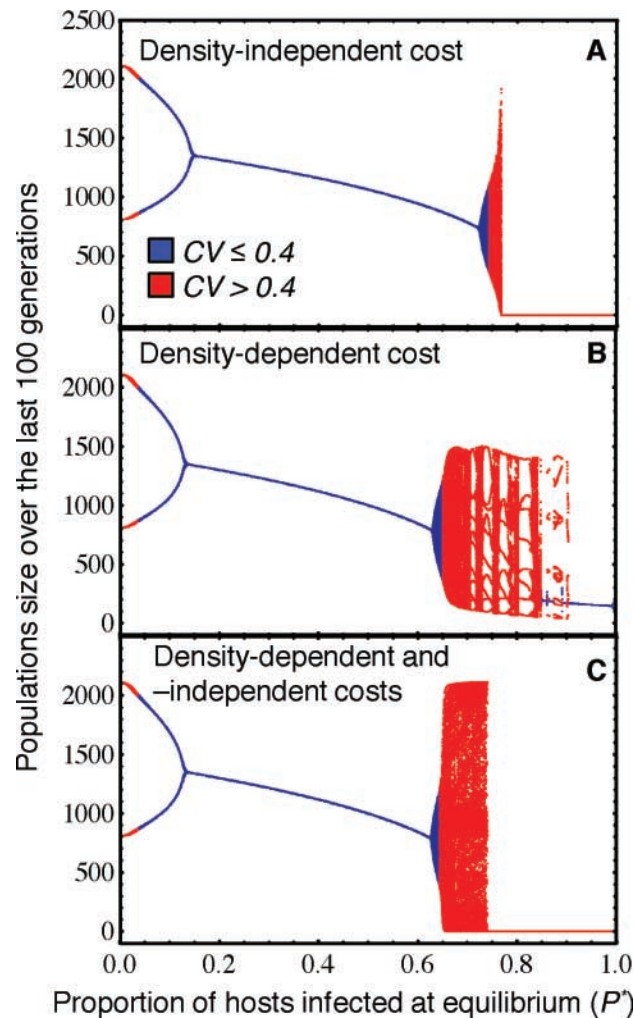 2500
Density-independent cost
A
2000
1500
1000
500
0
CV ≤ 0.4
CV > 0.4
Density-dependent cost
B
2000
1500
1000
500
0
Density-dependent and
–independent costs
C
2000
1500
1000
500
0
0.0 0.2 0.4 0.6 0.8 1.0
Populations size over the last 100 generations
Proportion of hosts infected at equilibrium (P*)